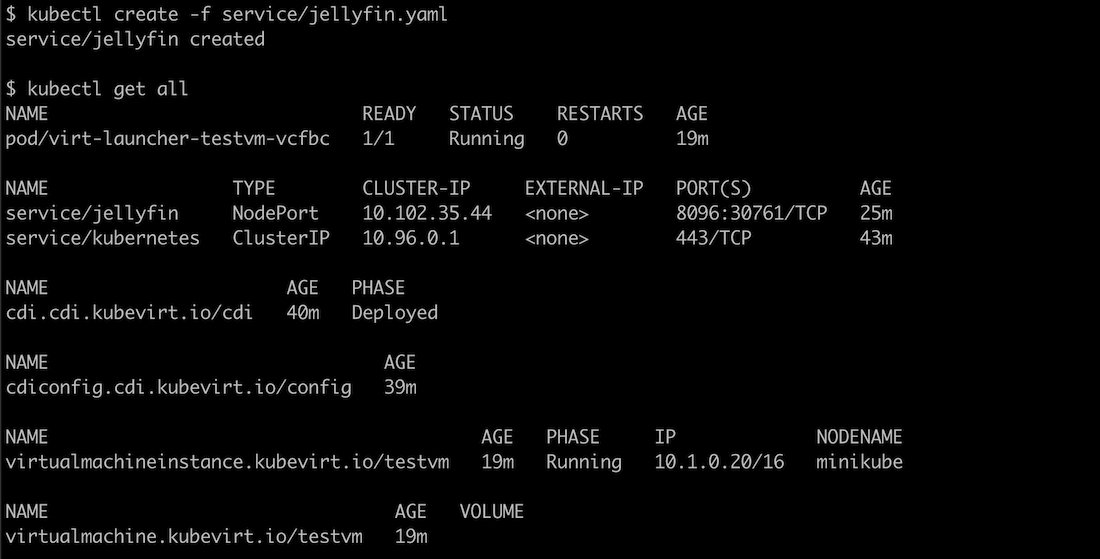 $ kubectl create -f service/jellyfin.yaml
service/jellyfin created
$ kubectl get all
NAME READY STATUS RESTARTS AGE
pod/virt-launcher-testvm-vcfbc 1/1 Running 0 19m
NAME TYPE CLUSTER-IP EXTERNAL-IP PORT(S) AGE
service/jellyfin NodePort 10.102.35.44 <none> 8096:30761/TCP 25m
service/kubernetes ClusterIP 10.96.0.1 <none> 443/TCP 43m
NAME AGE PHASE
cdi.cdi.kubevirt.io/cdi 40m Deployed
NAME AGE
cdiconfig.cdi.kubevirt.io/config 39m
NAME AGE PHASE IP NODENAME
virtualmachineinstance.kubevirt.io/testvm 19m Running 10.1.0.20/16 minikube
NAME AGE VOLUME
virtualmachine.kubevirt.io/testvm 19m